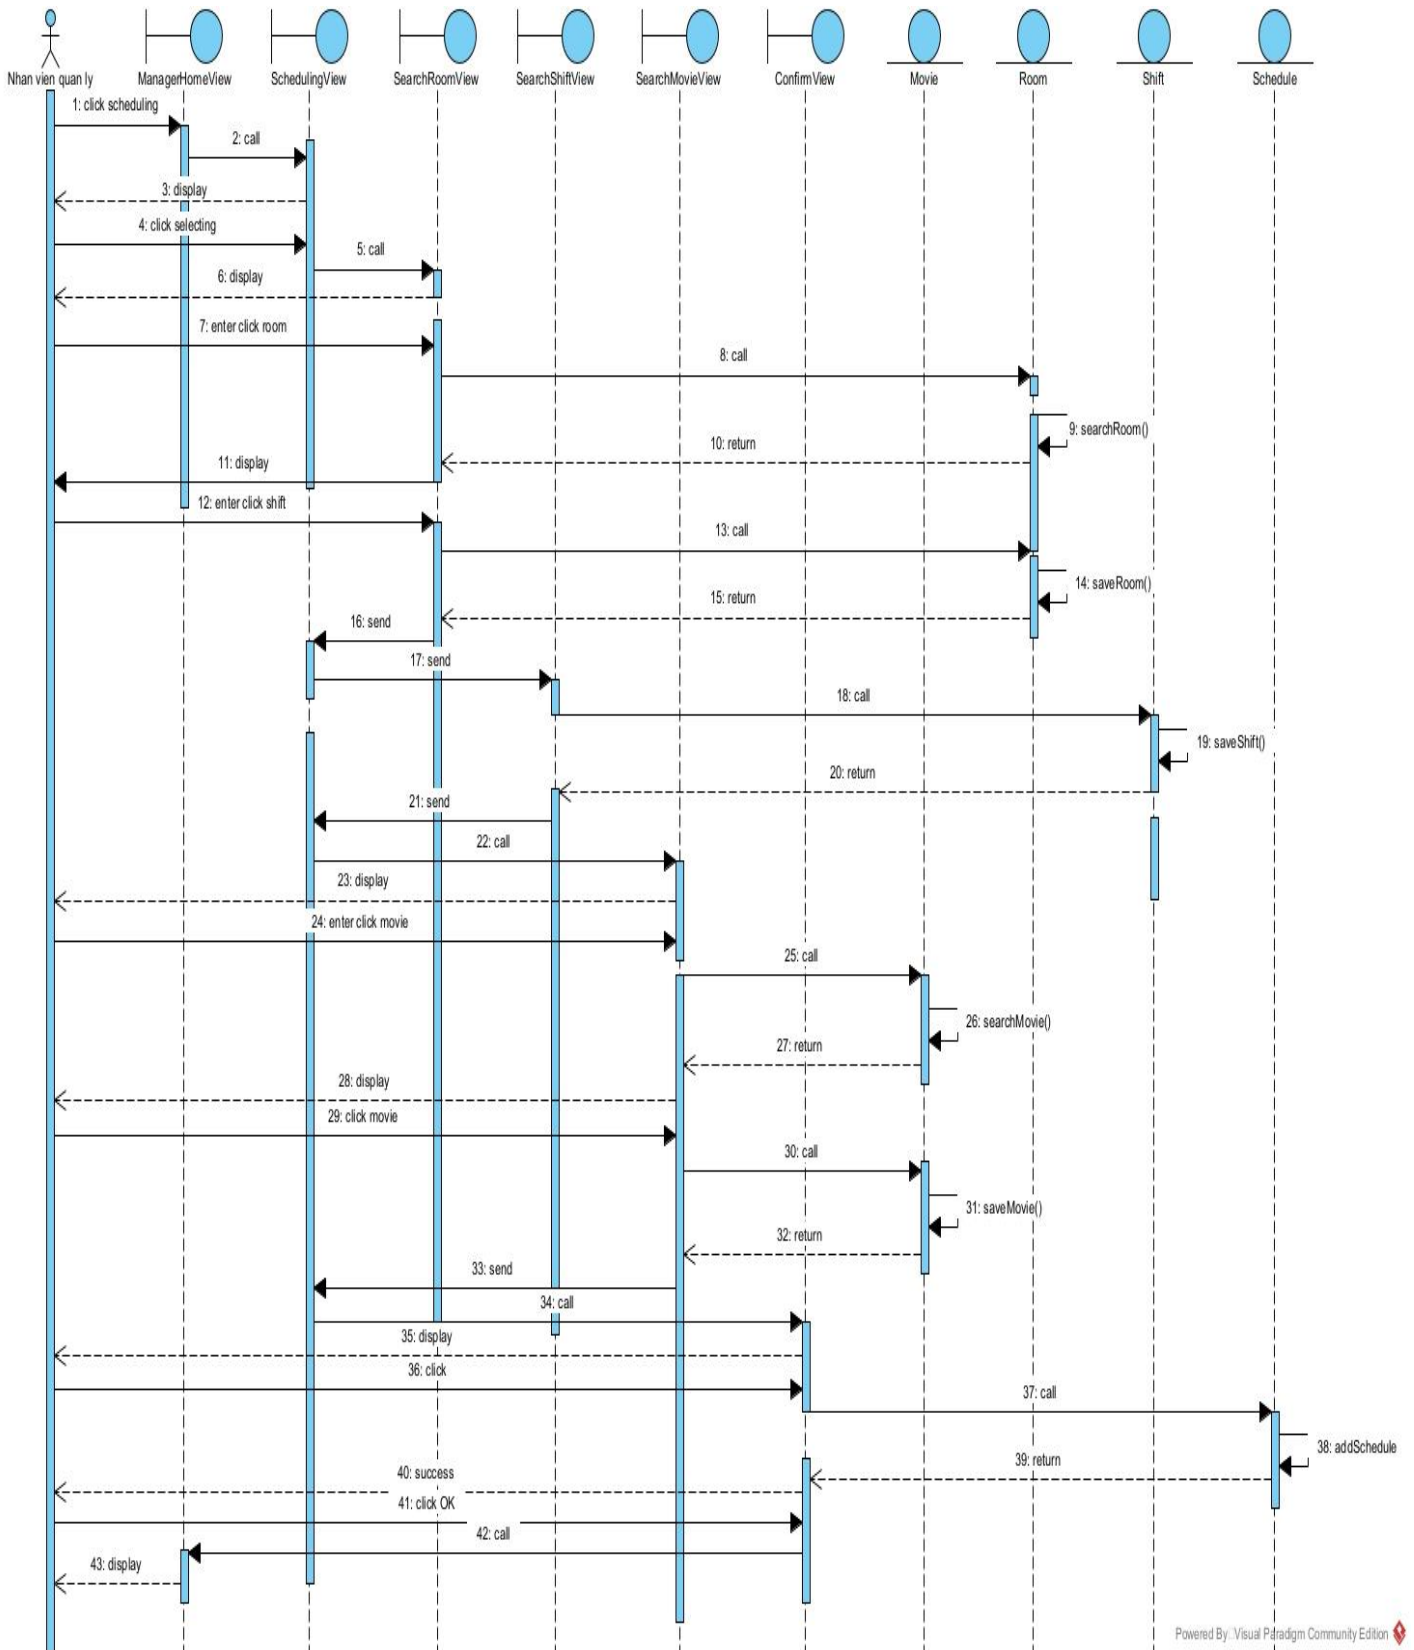 Nhan vien quan ly
ManagerHomeView
SchedulingView
SearchRoomView
SearchShiftView
SearchMovieView
ConfirmView
Movie
Room
Shift
Schedule
1: click scheduling
2: call
3: display
4: click selecting
5: call
6: display
7: enter click room
8: call
9: searchRoom()
10: return
11: display
12: enter click shift
13: call
14: saveRoom()
15: return
16: send
17: send
18: call
19: saveShift()
20: return
21: send
22: call
23: display
24: enter click movie
25: call
26: searchMovie()
27: return
28: display
29: click movie
30: call
31: saveMovie()
32: return
33: send
34: call
35: display
36: click
37: call
38: addSchedule
39: return
40: success
41: click OK
42: call
43: display
Powered By Visual Paradigm Community Edition